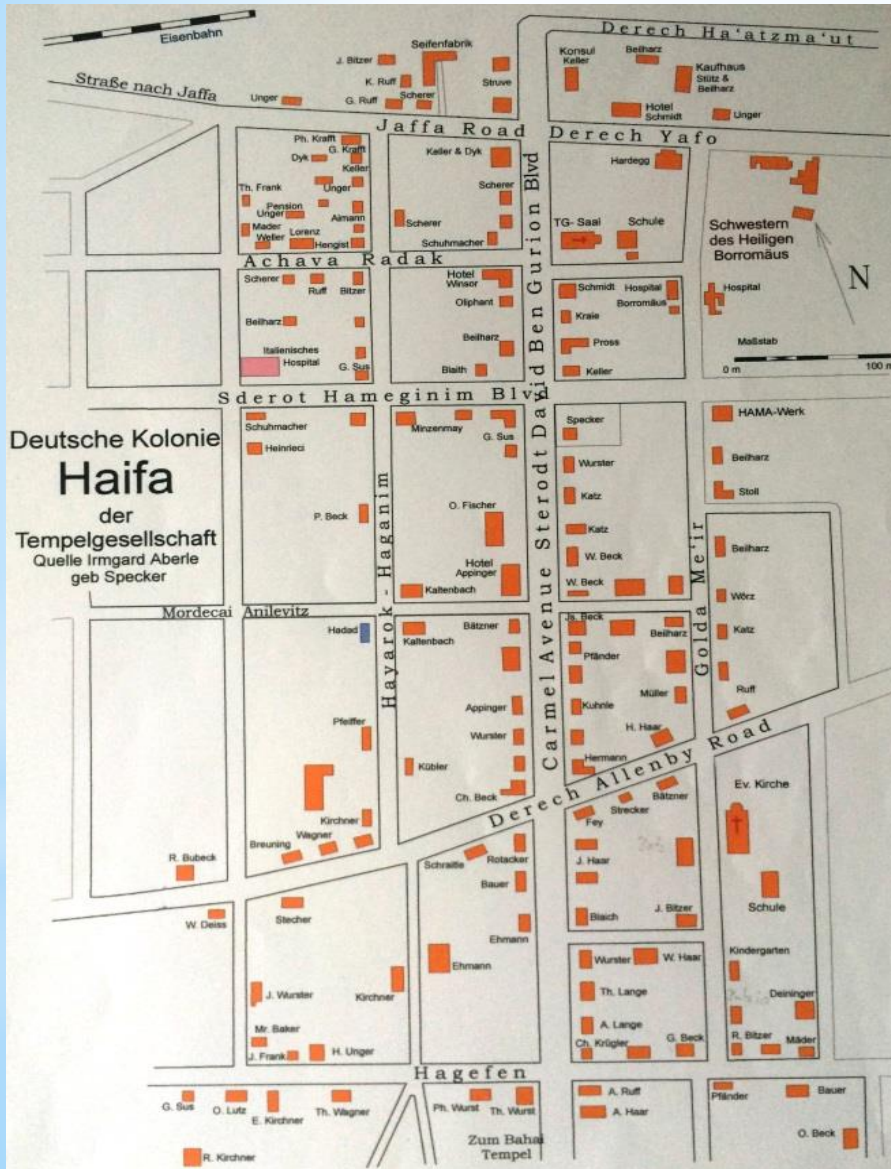 Eisenbahn
Derech Ha'atzma'ut
Seifenfabrik
J. Bitzer
K. Ruff
Scherer
G. Ruff
Unger
Struve
Straße nach Jaffa
Konsul
Keller
Beilharz
Kaufhaus
Stütz &
Beilharz
Hotel
Schmidt
Unger
Jaffa Road Derech Yafo
Ph. Krafft
G. Krafft
Dyk
Keller
Unger
Th. Frank
Pension
Unger
Aimann
Mader
Lorenz
Weller
Hengist
Keller & Dyk
Scherer
Scherer
Schuhmacher
Hardegg
TG- Saal
Schule
Schwestern
des Heiligen
Borromäus
Hospital
N
Maßstab
0 m
100 m
Achava Radak
Scherer
Ruff
Bitzer
Beilharz
Italienisches
Hospital
G. Sus
Hotel
Winsor
Oliphant
Beilharz
Blaith
Schmidt
Hospital
Borromäus
Kraie
Pross
Keller
Sderot Hameginim Blvd
Deutsche Kolonie
Haifa
der
Tempelgesellschaft
Quelle Irmgard Aberle
geb Specker
Schuhmacher
Heinrieci
P. Beck
Minzenmay
G. Sus
O. Fischer
Hotel
Appinger
Kaltenbach
Specker
Wurster
Katz
Katz
W. Beck
W. Beck
HAMA-Werk
Beilharz
Stoll
Beilharz
Wörz
Katz
Ruff
Hayarok - Haganim
Carmel Avenue Sterodt David Ben Gurion Blvd
Golda Me'ir
Mordecai Anilevitz
Hadad
Pfeiffer
Kirchner
Wagner
Breuning
R. Bubeck
Kaltenbach
Bätzner
Appinger
Wurster
Kübler
Ch. Beck
Js. Beck
Beilharz
Pfänder
Müller
Kuhnle
H. Haar
Hermann
Derech Allenby Road
Ev. Kirche
Schule
Kindergarten
Deininger
R. Bitzer
Mäder
Strecker
Bätzner
Fey
J. Haar
Blaich
J. Bitzer
Schraitle
Rotacker
Bauer
Ehmann
Ehmann
W. Deiss
Stecher
J. Wurster
Kirchner
Mr. Baker
J. Frank
H. Unger
Wurster
W. Haar
Th. Lange
A. Lange
Ch. Krügler
G. Beck
Hagefen
G. Sus
O. Lutz
E. Kirchner
Th. Wagner
R. Kirchner
Ph. Wurst
Th. Wurst
Zum Bahai
Tempel
A. Ruff
A. Haar
Pfänder
Bauer
O. Beck